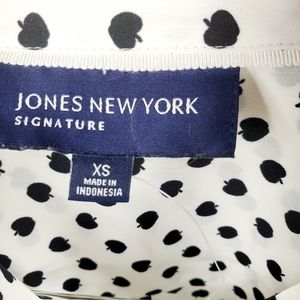 JONES NEW YORK
SIGNATURE
XS
MADE IN
INDONESIA